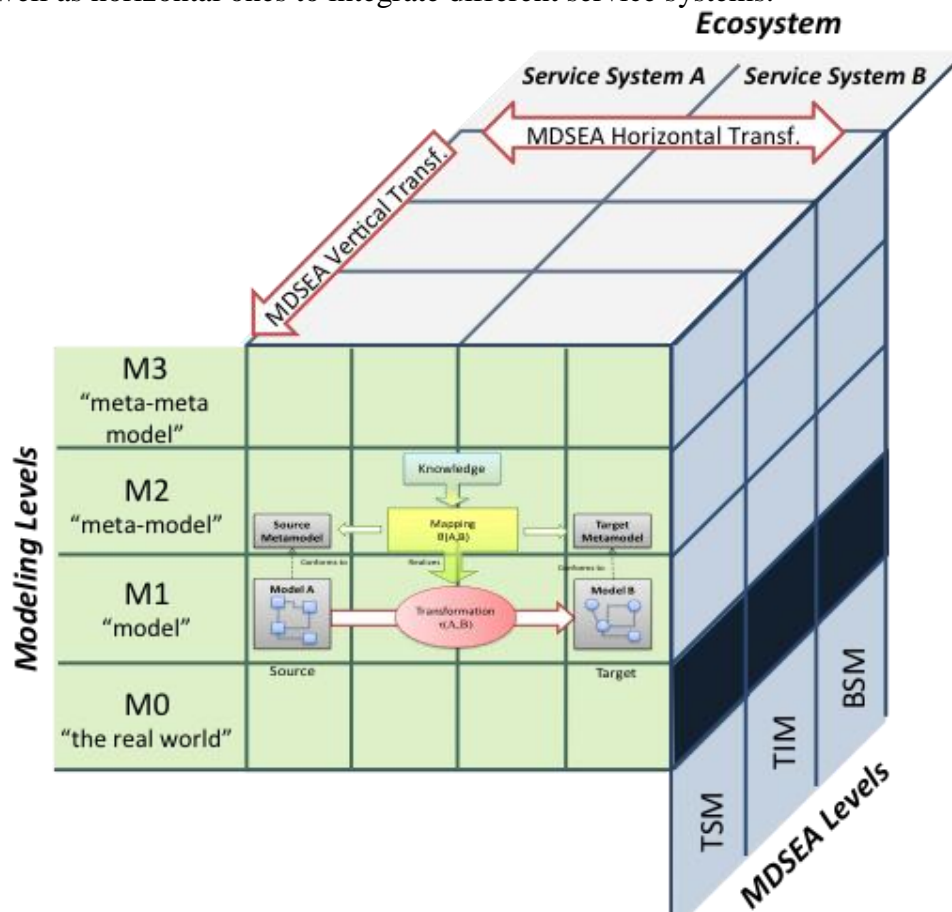 well as horizontal ones to integrate different service systems.
Ecosystem
Service System A
Service System B
MDSEA Horizontal Transf.
MDSEA Vertical Transf.
Modeling Levels
M3
“meta-meta
model”
M2
“meta-model”
M1
“model”
M0
“the real world”
Knowledge
Source
Metamodel
Mapping
Target
Metamodel
Conforms to
Realizes
Conforms to
Model A
Transformation
τ(A,B)
Model B
Source
Target
TSM
TIM
BSM
MDSEA Levels